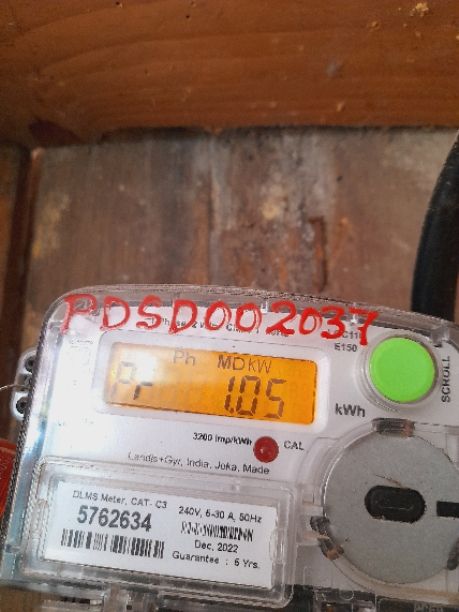 PDSD002037
E150
Ph MD KW
Pr 1.05
kWh
SCROLL
3200 imp/kWh CAL
Landis+Gyr, India, Joka, Made
DLMS Meter, CAT- C3
5762634
240V, 5-30 A, 50Hz
Dec, 2022
Guarantee : 5 Yrs.